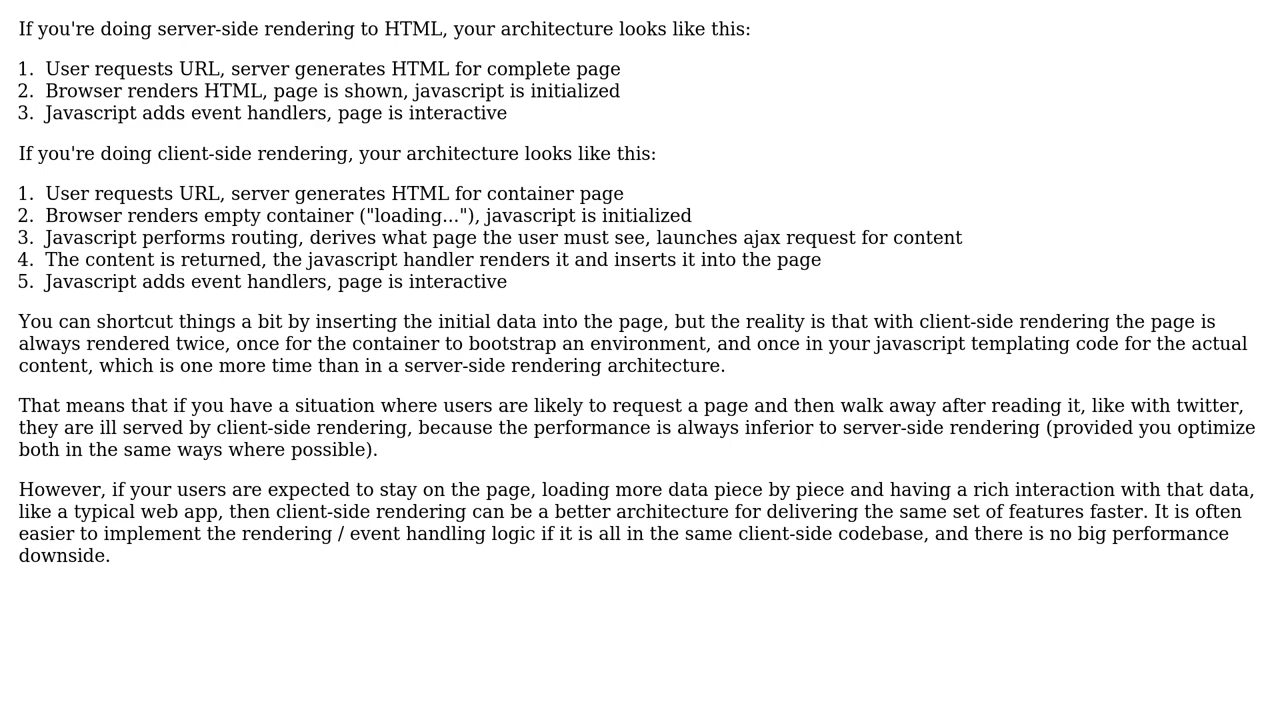 If you're doing server-side rendering to HTML, your architecture looks like this:
1. User requests URL, server generates HTML for complete page
2. Browser renders HTML, page is shown, javascript is initialized
3. Javascript adds event handlers, page is interactive
If you're doing client-side rendering, your architecture looks like this:
1. User requests URL, server generates HTML for container page
2. Browser renders empty container ("loading..."), javascript is initialized
3. Javascript performs routing, derives what page the user must see, launches ajax request for content
4. The content is returned, the javascript handler renders it and inserts it into the page
5. Javascript adds event handlers, page is interactive
You can shortcut things a bit by inserting the initial data into the page, but the reality is that with client-side rendering the page is
always rendered twice, once for the container to bootstrap an environment, and once in your javascript templating code for the actual
content, which is one more time than in a server-side rendering architecture.
That means that if you have a situation where users are likely to request a page and then walk away after reading it, like with twitter,
they are ill served by client-side rendering, because the performance is always inferior to server-side rendering (provided you optimize
both in the same ways where possible).
However, if your users are expected to stay on the page, loading more data piece by piece and having a rich interaction with that data,
like a typical web app, then client-side rendering can be a better architecture for delivering the same set of features faster. It is often
easier to implement the rendering / event handling logic if it is all in the same client-side codebase, and there is no big performance
downside.